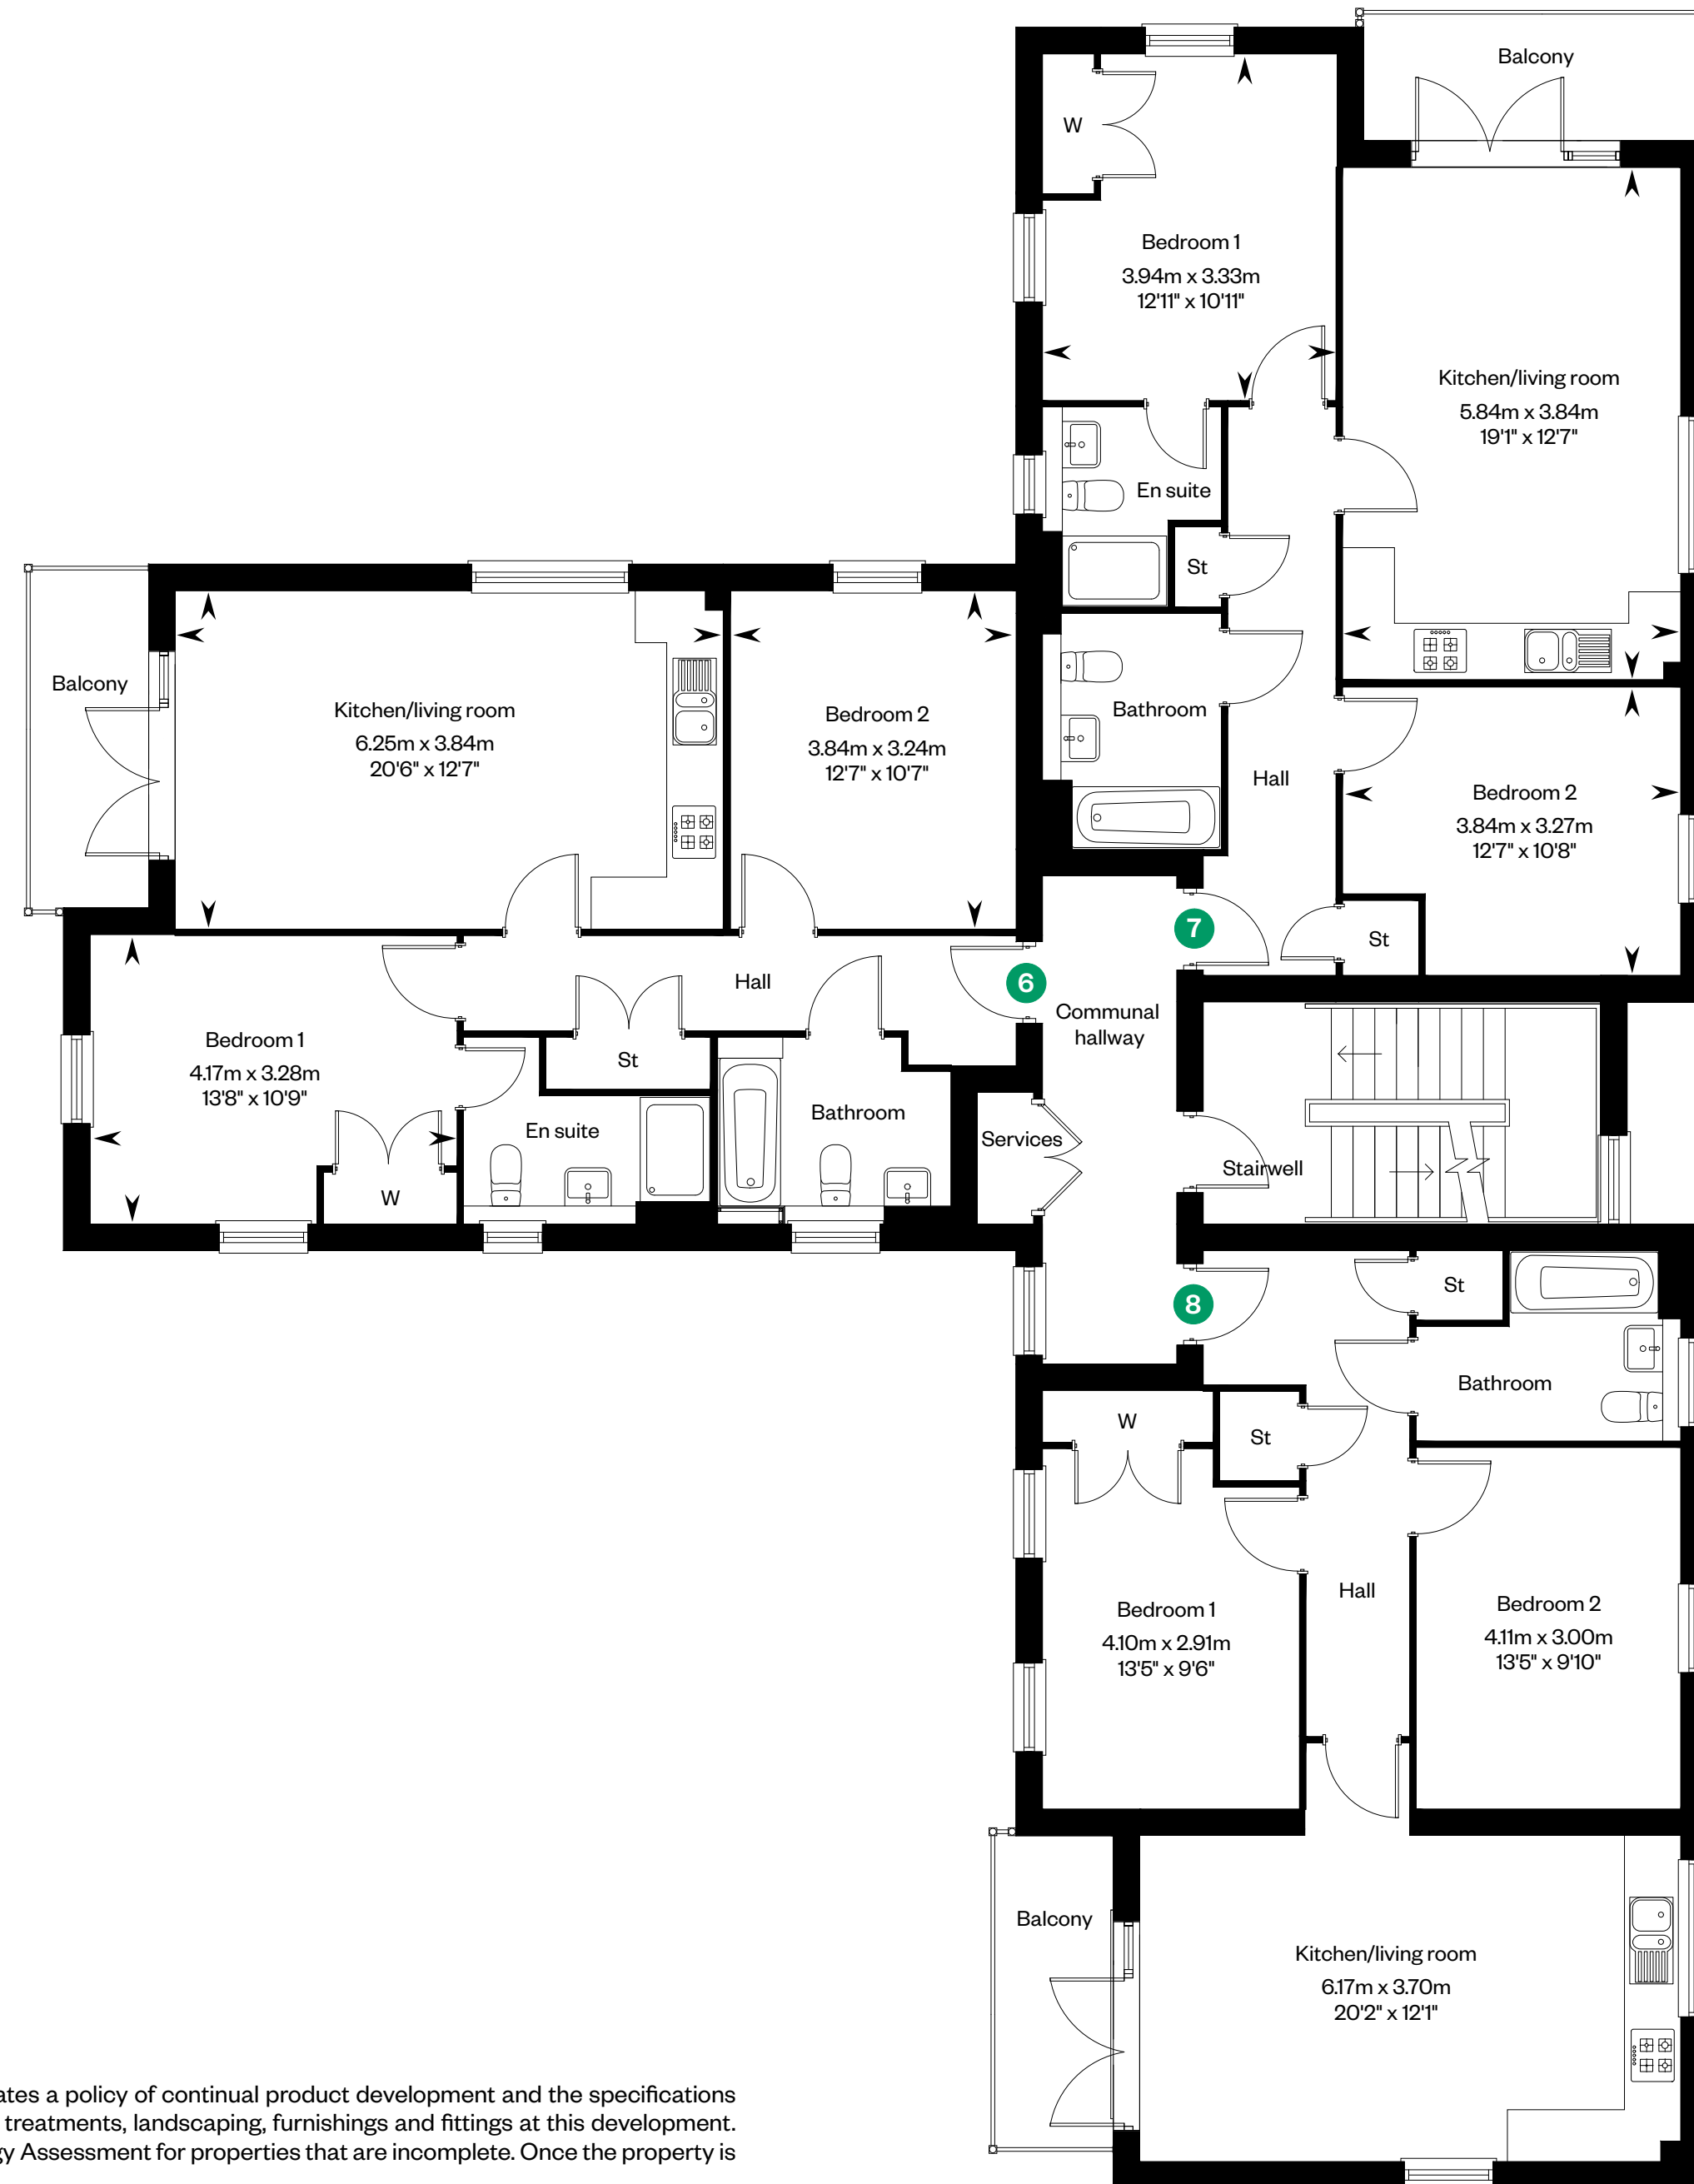 Balcony
W
Bedroom 1
3.94m x 3.33m
12'11" x 10'11"
Kitchen/living room
5.84m x 3.84m
19'1" x 12'7"
En suite
St
Bathroom
Hall
Bedroom 2
3.84m x 3.27m
12'7" x 10'8"
St
7
Balcony
Kitchen/living room
6.25m x 3.84m
20'6" x 12'7"
Bedroom 2
3.84m x 3.24m
12'7" x 10'7"
Hall
6
Communal
hallway
Bedroom 1
4.17m x 3.28m
13'8" x 10'9"
St
En suite
Bathroom
W
Services
Stairwell
8
St
Bathroom
W
St
Hall
Bedroom 1
4.10m x 2.91m
13'5" x 9'6"
Bedroom 2
4.11m x 3.00m
13'5" x 9'10"
Balcony
Kitchen/living room
6.17m x 3.70m
20'2" x 12'1"
a policy of continual product development and the specifications
treatments, landscaping, furnishings and fittings at this development.
Assessment for properties that are incomplete. Once the property is